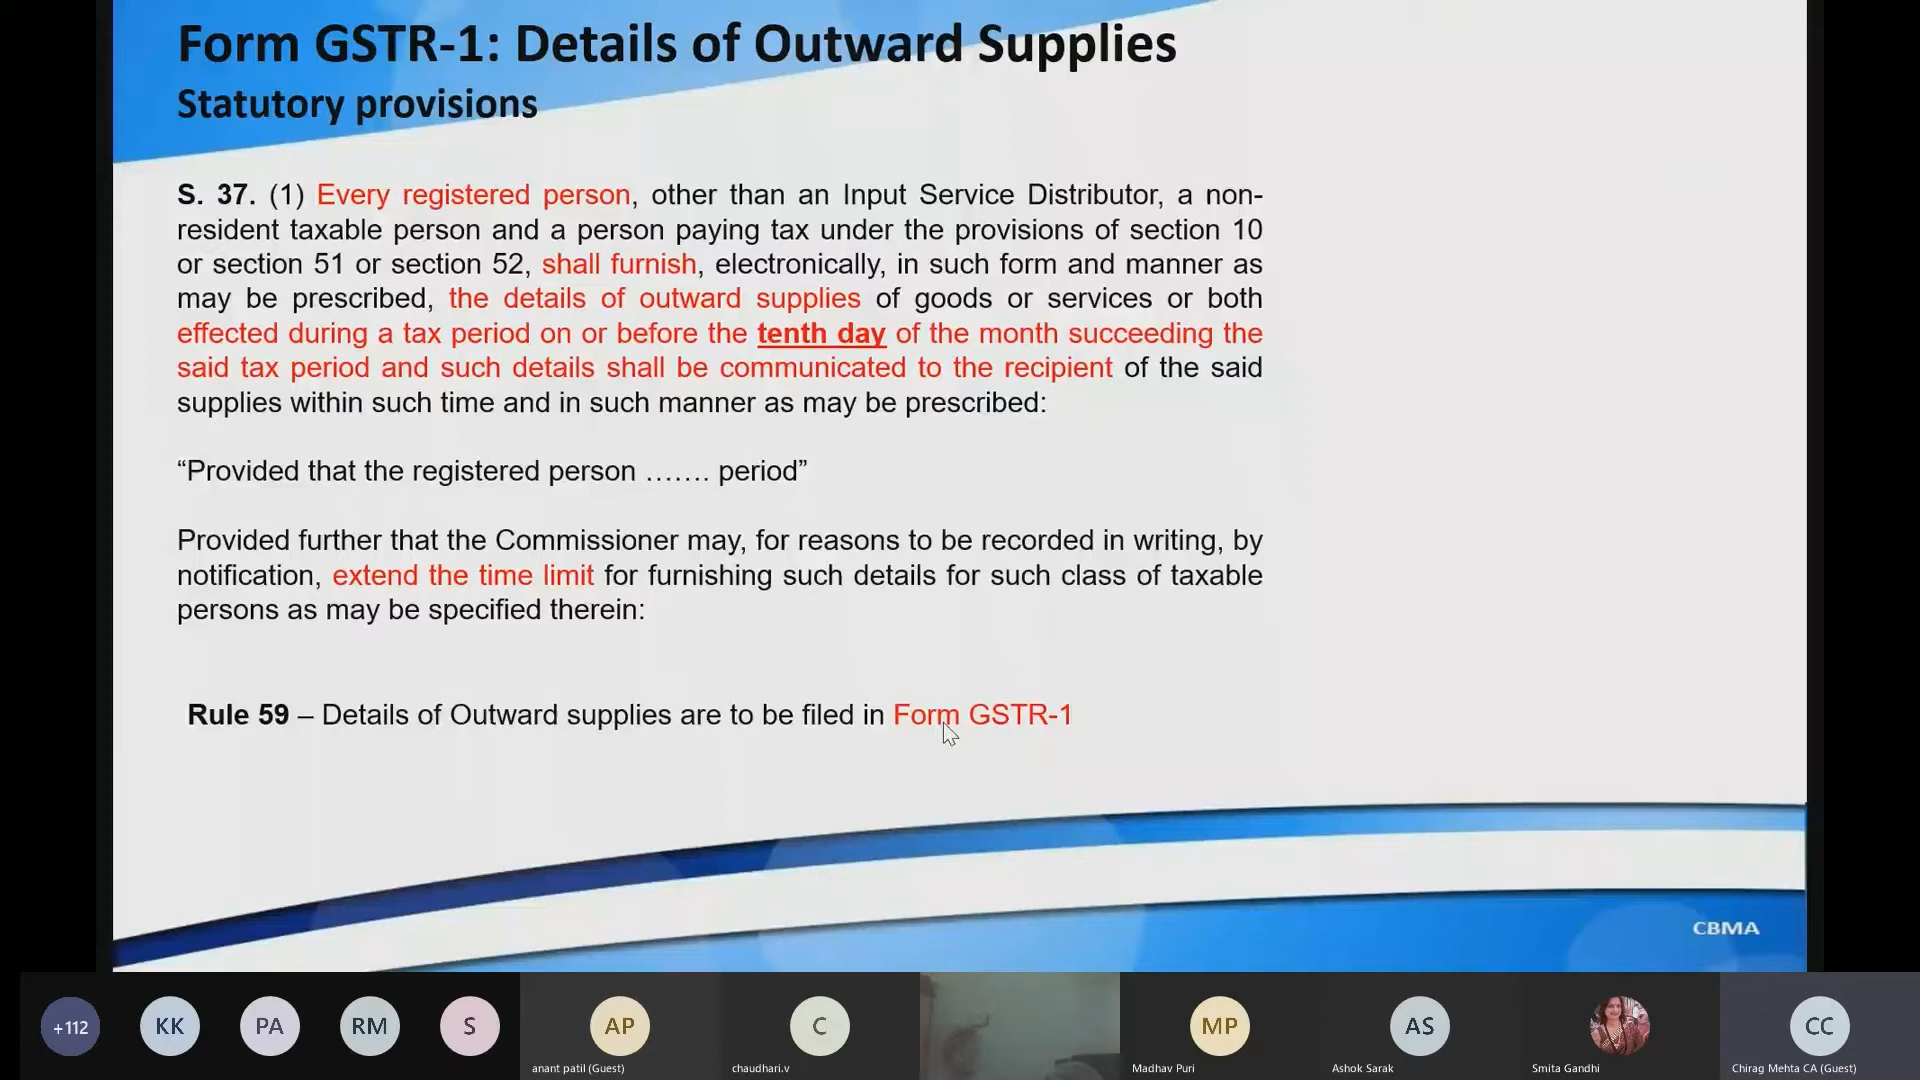 Form GSTR-1: Details of Outward Supplies
Statutory provisions
S. 37. (1) Every registered person, other than an Input Service Distributor, a non-
resident taxable person and a person paying tax under the provisions of section 10
or section 51 or section 52, shall furnish, electronically, in such form and manner as
may be prescribed, the details of outward supplies of goods or services or both
effected during a tax period on or before the tenth day of the month succeeding the
said tax period and such details shall be communicated to the recipient of the said
supplies within such time and in such manner as may be prescribed:
“Provided that the registered person ……. period”
Provided further that the Commissioner may, for reasons to be recorded in writing, by
notification, extend the time limit for furnishing such details for such class of taxable
persons as may be specified therein:
Rule 59 – Details of Outward supplies are to be filed in Form GSTR-1
CBMA
+112
KK
PA
RM
S
AP
C
MP
AS
CC
anant patil (Guest)
chaudhari.v
Madhav Puri
Ashok Sarak
Smita Gandhi
Chirag Mehta CA (Guest)